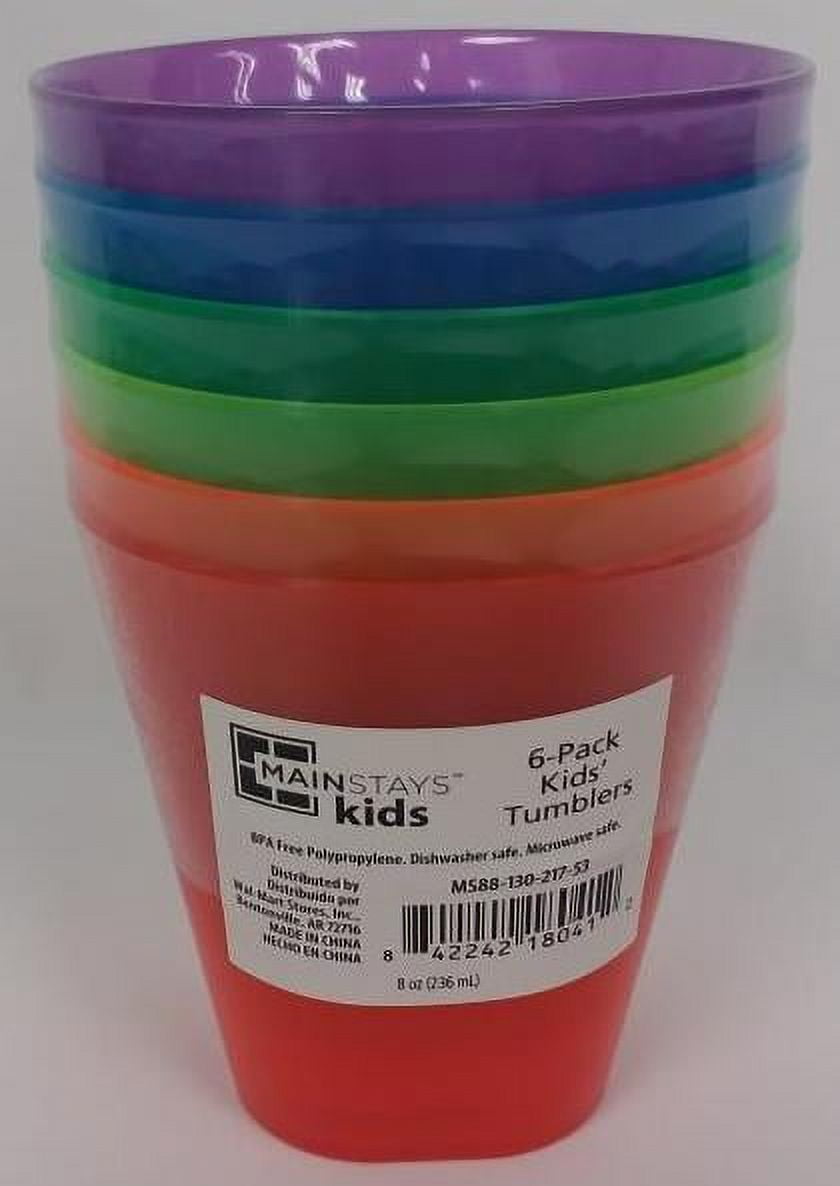 MAINSTAYS™
kids
6-Pack
Kids'
Tumblers
BPA Free Polypropylene. Dishwasher safe. Microwave safe.
Distributed by
Distribuido por
Wal-Mart Stores, Inc.,
Bentonville, AR 72716
MADE IN CHINA
HECHO EN CHINA
MS88-130-217-53
8 42242 18041 2
8 oz (236 mL)